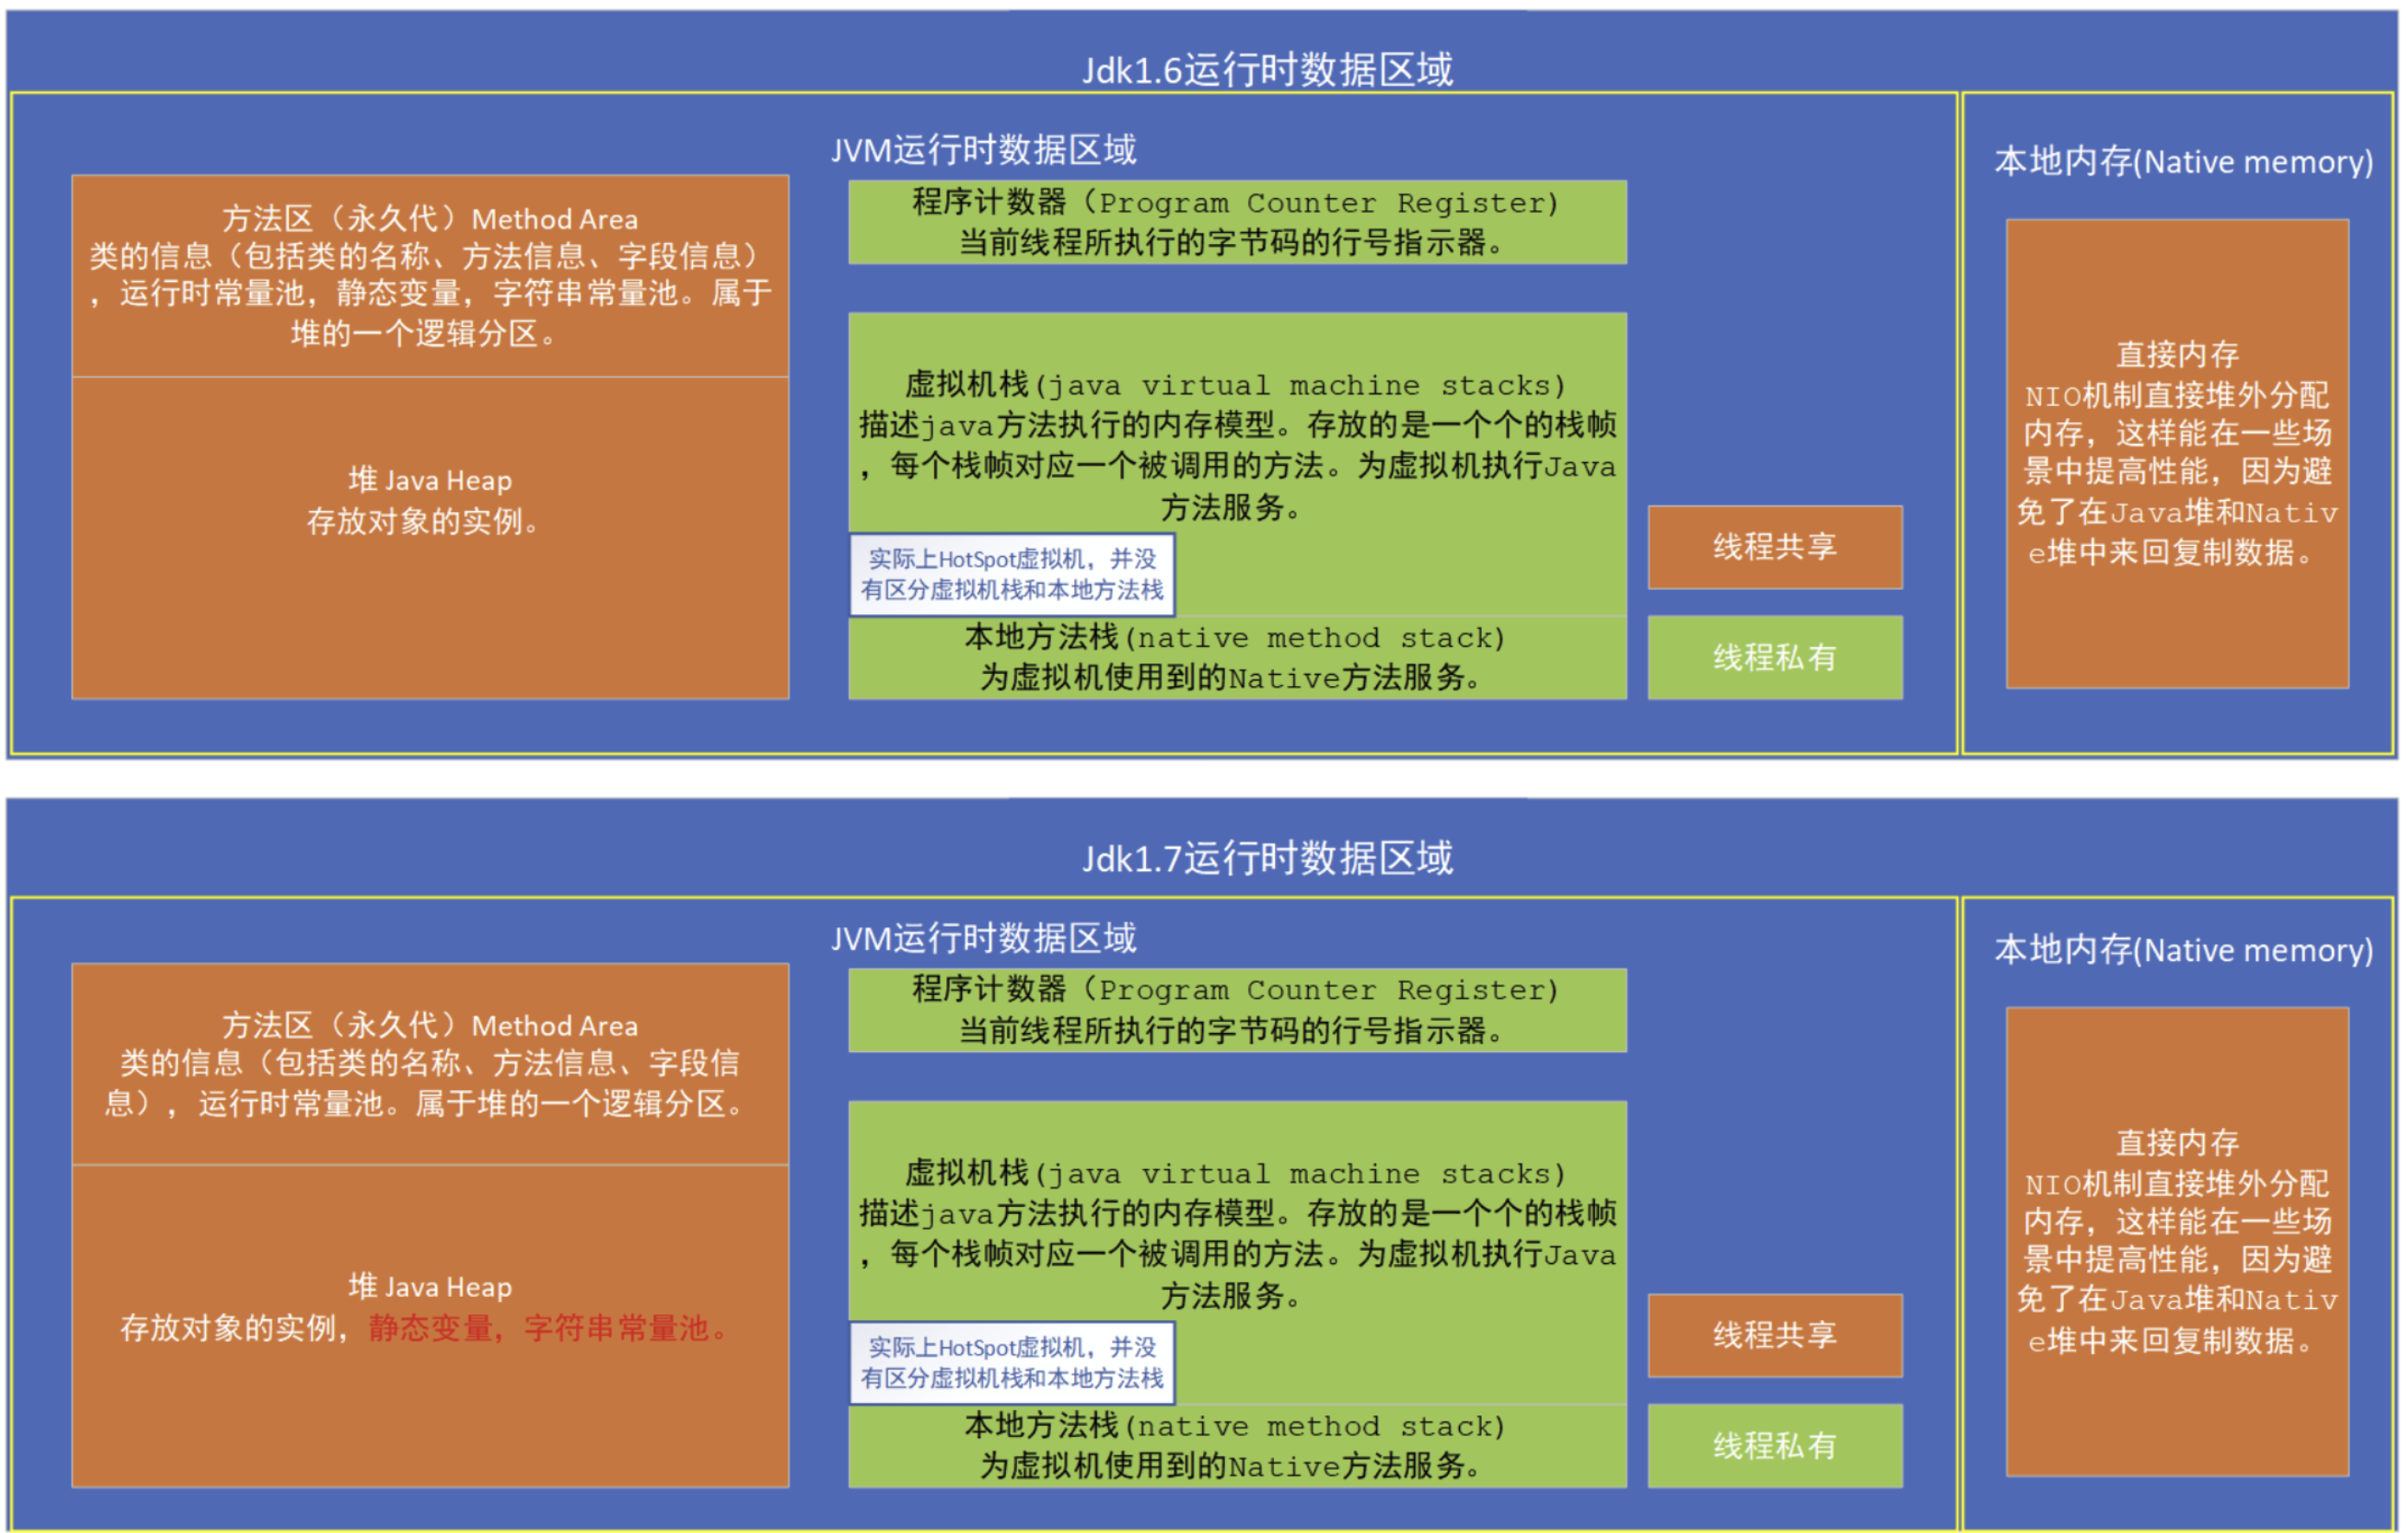 Jdk1.6运行时数据区域
JVM运行时数据区域
方法区（永久代）Method Area
类的信息（包括类的名称、方法信息、字段信息）
，运行时常量池，静态变量，字符串常量池。属于
堆的一个逻辑分区。
堆 Java Heap
存放对象的实例。
程序计数器（Program Counter Register)
当前线程所执行的字节码的行号指示器。
虚拟机栈(java virtual machine stacks)
描述java方法执行的内存模型。存放的是一个个的栈帧
，每个栈帧对应一个被调用的方法。为虚拟机执行Java
方法服务。
实际上HotSpot虚拟机，并没
有区分虚拟机栈和本地方法栈
本地方法栈(native method stack)
为虚拟机使用到的Native方法服务。
线程共享
线程私有
本地内存(Native memory)
直接内存
NIO机制直接堆外分配
内存，这样能在一些场
景中提高性能，因为避
免了在Java堆和Nativ
e堆中来回复制数据。
Jdk1.7运行时数据区域
JVM运行时数据区域
方法区（永久代）Method Area
类的信息（包括类的名称、方法信息、字段信
息），运行时常量池。属于堆的一个逻辑分区。
堆 Java Heap
存放对象的实例，静态变量，字符串常量池。
程序计数器（Program Counter Register)
当前线程所执行的字节码的行号指示器。
虚拟机栈(java virtual machine stacks)
描述java方法执行的内存模型。存放的是一个个的栈帧
，每个栈帧对应一个被调用的方法。为虚拟机执行Java
方法服务。
实际上HotSpot虚拟机，并没
有区分虚拟机栈和本地方法栈
本地方法栈(native method stack)
为虚拟机使用到的Native方法服务。
线程共享
线程私有
本地内存(Native memory)
直接内存
NIO机制直接堆外分配
内存，这样能在一些场
景中提高性能，因为避
免了在Java堆和Nativ
e堆中来回复制数据。